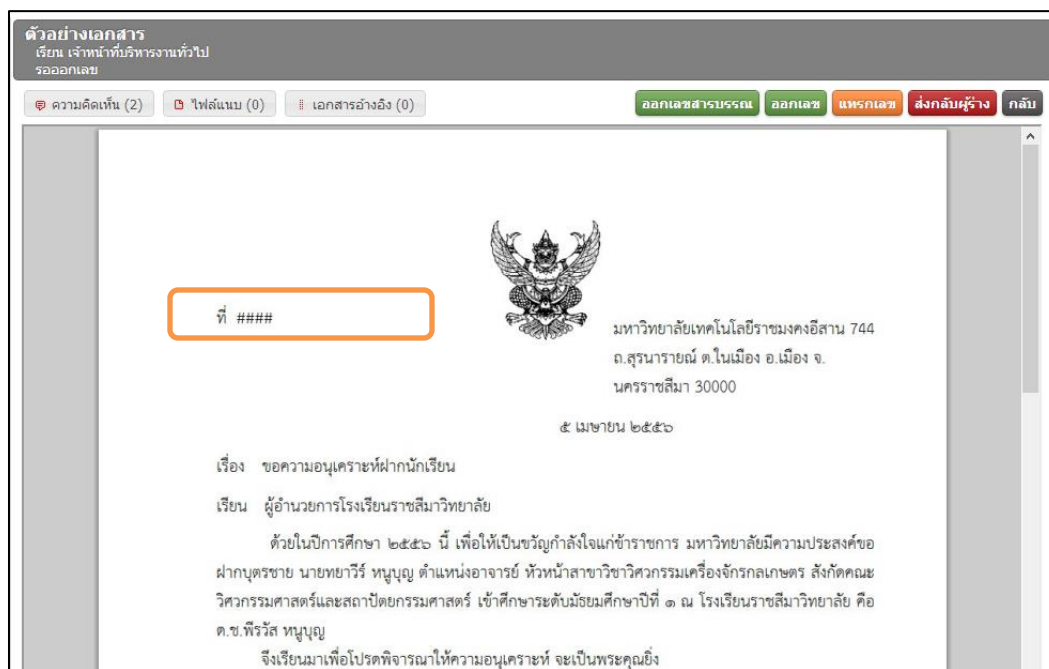 ตัวอย่างเอกสาร
เรียน เจ้าหน้าที่บริหารงานทั่วไป
รอออกเลข
ความคิดเห็น (2) ไฟล์แนบ (0) เอกสารอ้างอิง (0) ออกเลขสารบรรณ ออกเลข แทรกเลข ส่งกลับผู้ร่าง กลับ
ที่ ####
มหาวิทยาลัยเทคโนโลยีราชมงคงอีสาน 744
ถ.สุรนารายณ์ ต.ในเมือง อ.เมือง จ.
นครราชสีมา 30000
๕ เมษายน ๒๕๕๖
เรื่อง ขอความอนุเคราะห์ฝากนักเรียน
เรียน ผู้อำนวยการโรงเรียนราชสีมาวิทยาลัย
ด้วยในปีการศึกษา ๒๕๕๖ นี้ เพื่อให้เป็นขวัญกำลังใจแก่ข้าราชการ มหาวิทยาลัยมีความประสงค์ขอ
ฝากบุตรชาย นายทยาวีร์ หนูบุญ ตำแหน่งอาจารย์ หัวหน้าสาขาวิชาวิศวกรรมเครื่องจักรกลเกษตร สังกัดคณะ
วิศวกรรมศาสตร์และสถาปัตยกรรมศาสตร์ เข้าศึกษาระดับมัธยมศึกษาปีที่ ๑ ณ โรงเรียนราชสีมาวิทยาลัย คือ
ด.ช.พีรวัส หนูบุญ
จึงเรียนมาเพื่อโปรดพิจารณาให้ความอนุเคราะห์ จะเป็นพระคุณยิ่ง